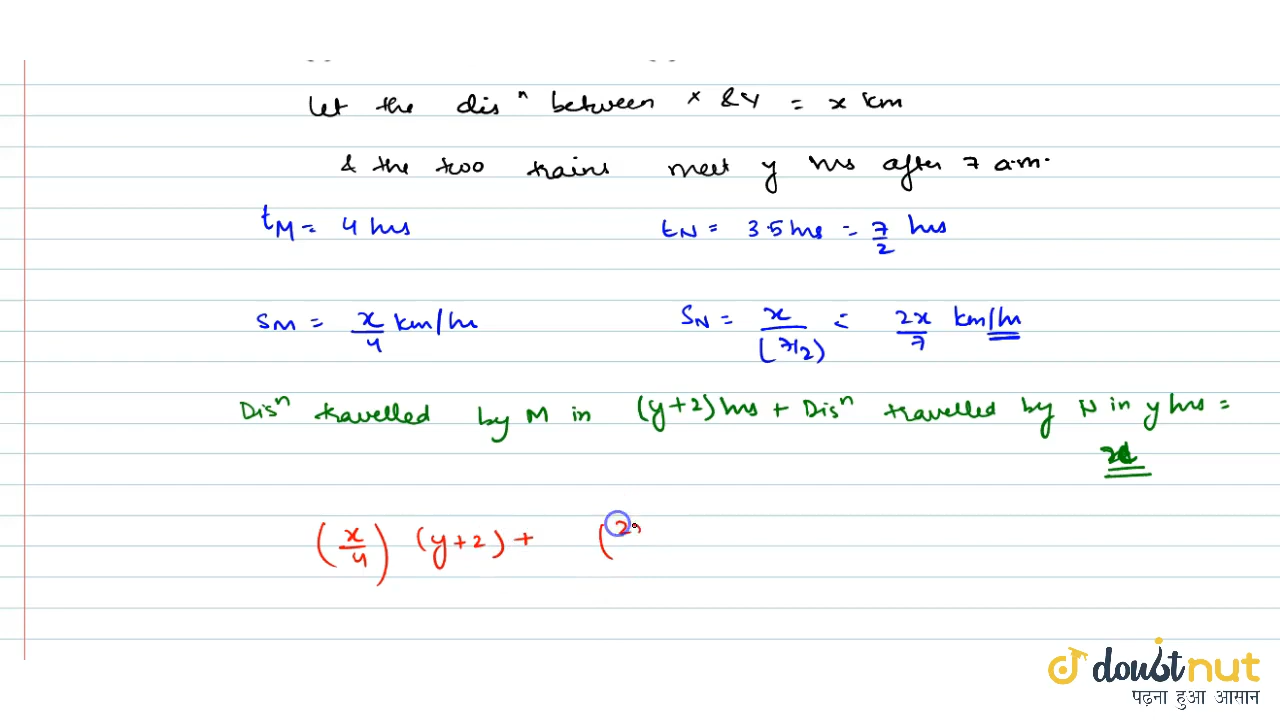 Let the disⁿ between X & Y = x km
& the two trains meet y hrs after 7 a.m.
tM = 4 hrs tN = 3.5 hrs = 7/2 hrs
SM = x/4 km/hr SN = x/(7/2) = 2x/7 km/hr
Disⁿ travelled by M in (y+2) hrs + Disⁿ travelled by N in y hrs =
x
(x/4) (y+2) + (2
doubtnut
पढ़ना हुआ आसान